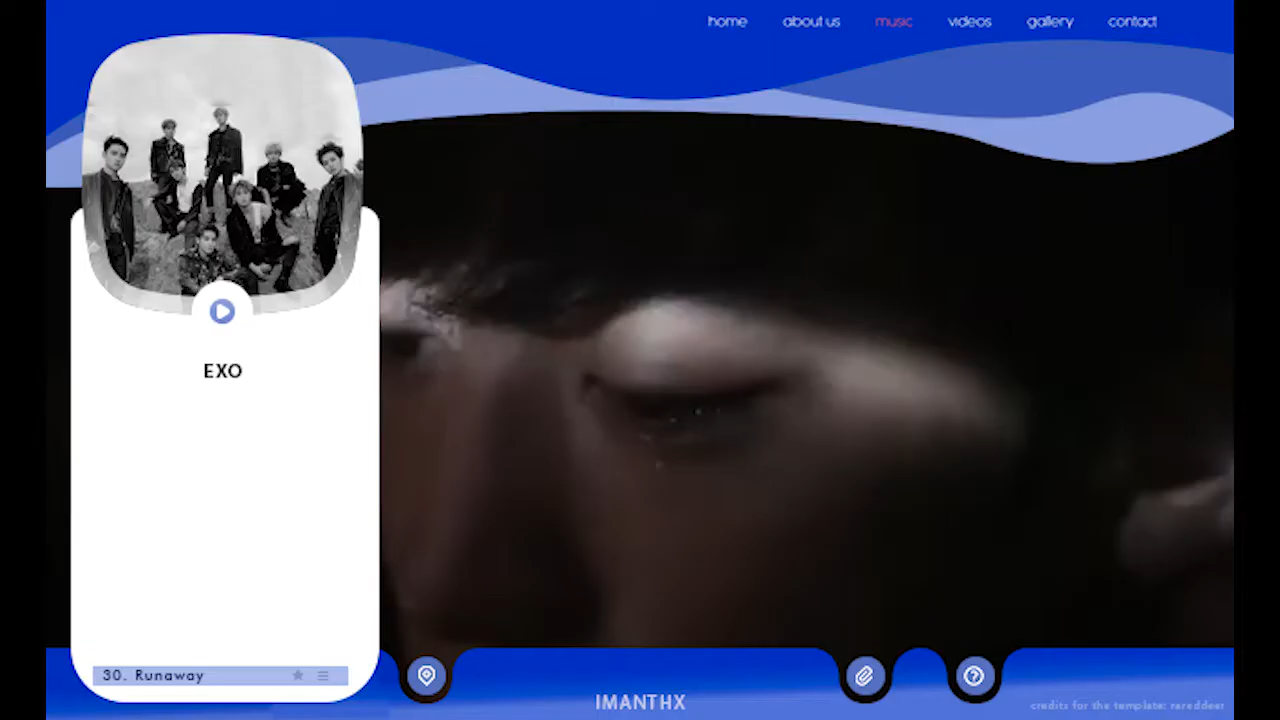 home about us music videos gallery contact
EXO
30. Runaway
IMANTHX
credits for the template: rareddeer